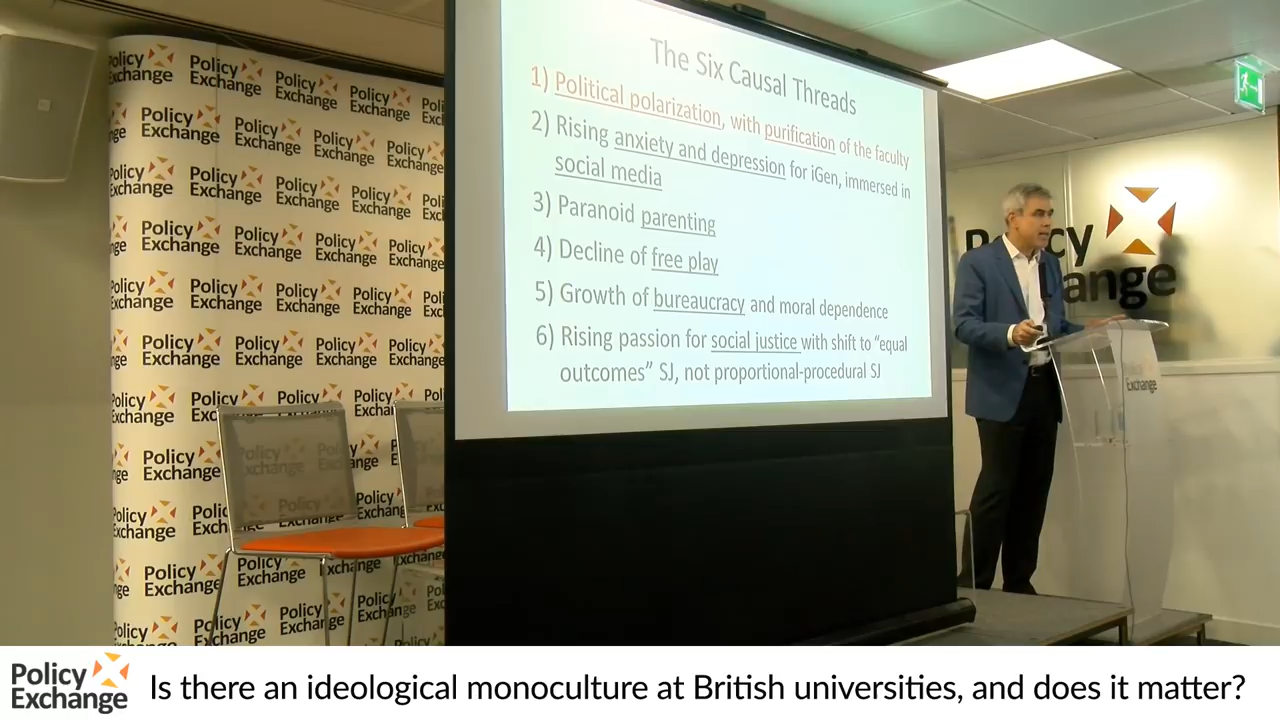 The Six Causal Threads
1) Political polarization, with purification of the faculty
2) Rising anxiety and depression for iGen, immersed in
social media
3) Paranoid parenting
4) Decline of free play
5) Growth of bureaucracy and moral dependence
6) Rising passion for social justice with shift to “equal
outcomes” SJ, not proportional-procedural SJ
Policy
Exchange
Policy
Exchange
Exchange
Policy
Exchange
Is there an ideological monoculture at British universities, and does it matter?